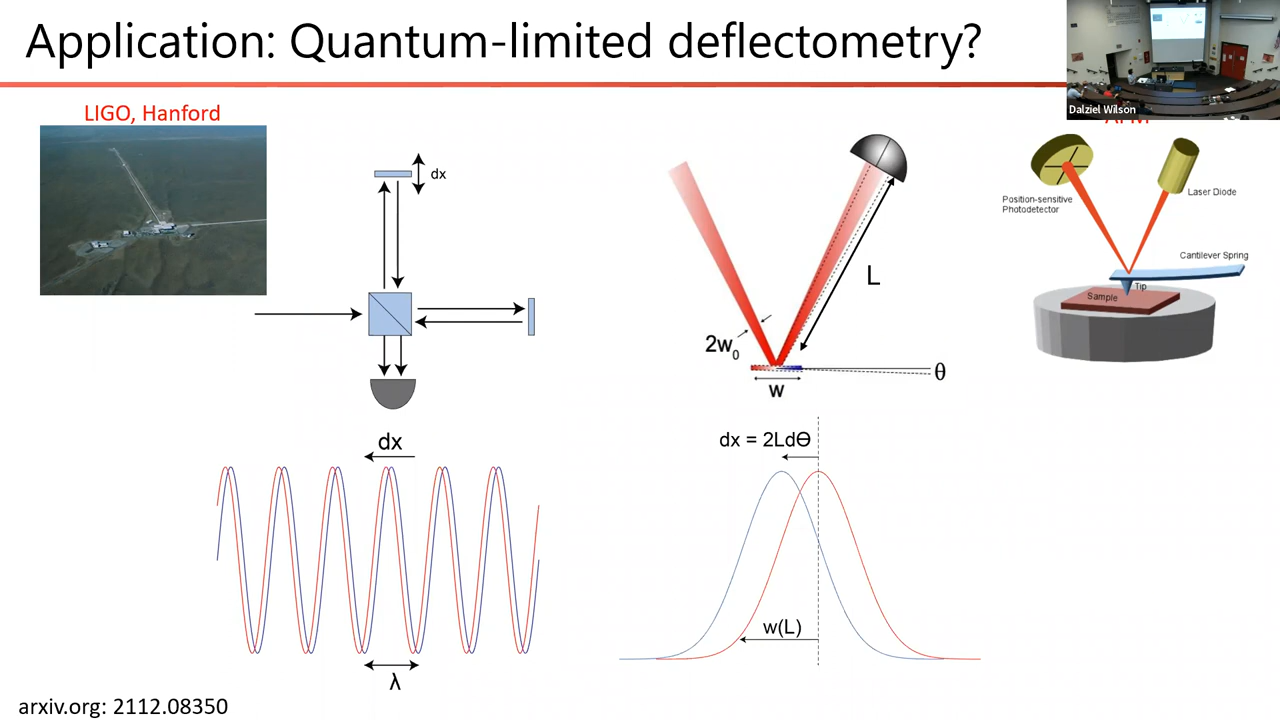 Application: Quantum-limited deflectometry?
Dalziel Wilson
LIGO, Hanford
dx
L
2w0
w
θ
Position-sensitive
Photodetector
Laser Diode
Cantilever Spring
Tip
Sample
dx
λ
dx = 2LdΘ
w(L)
arxiv.org: 2112.08350